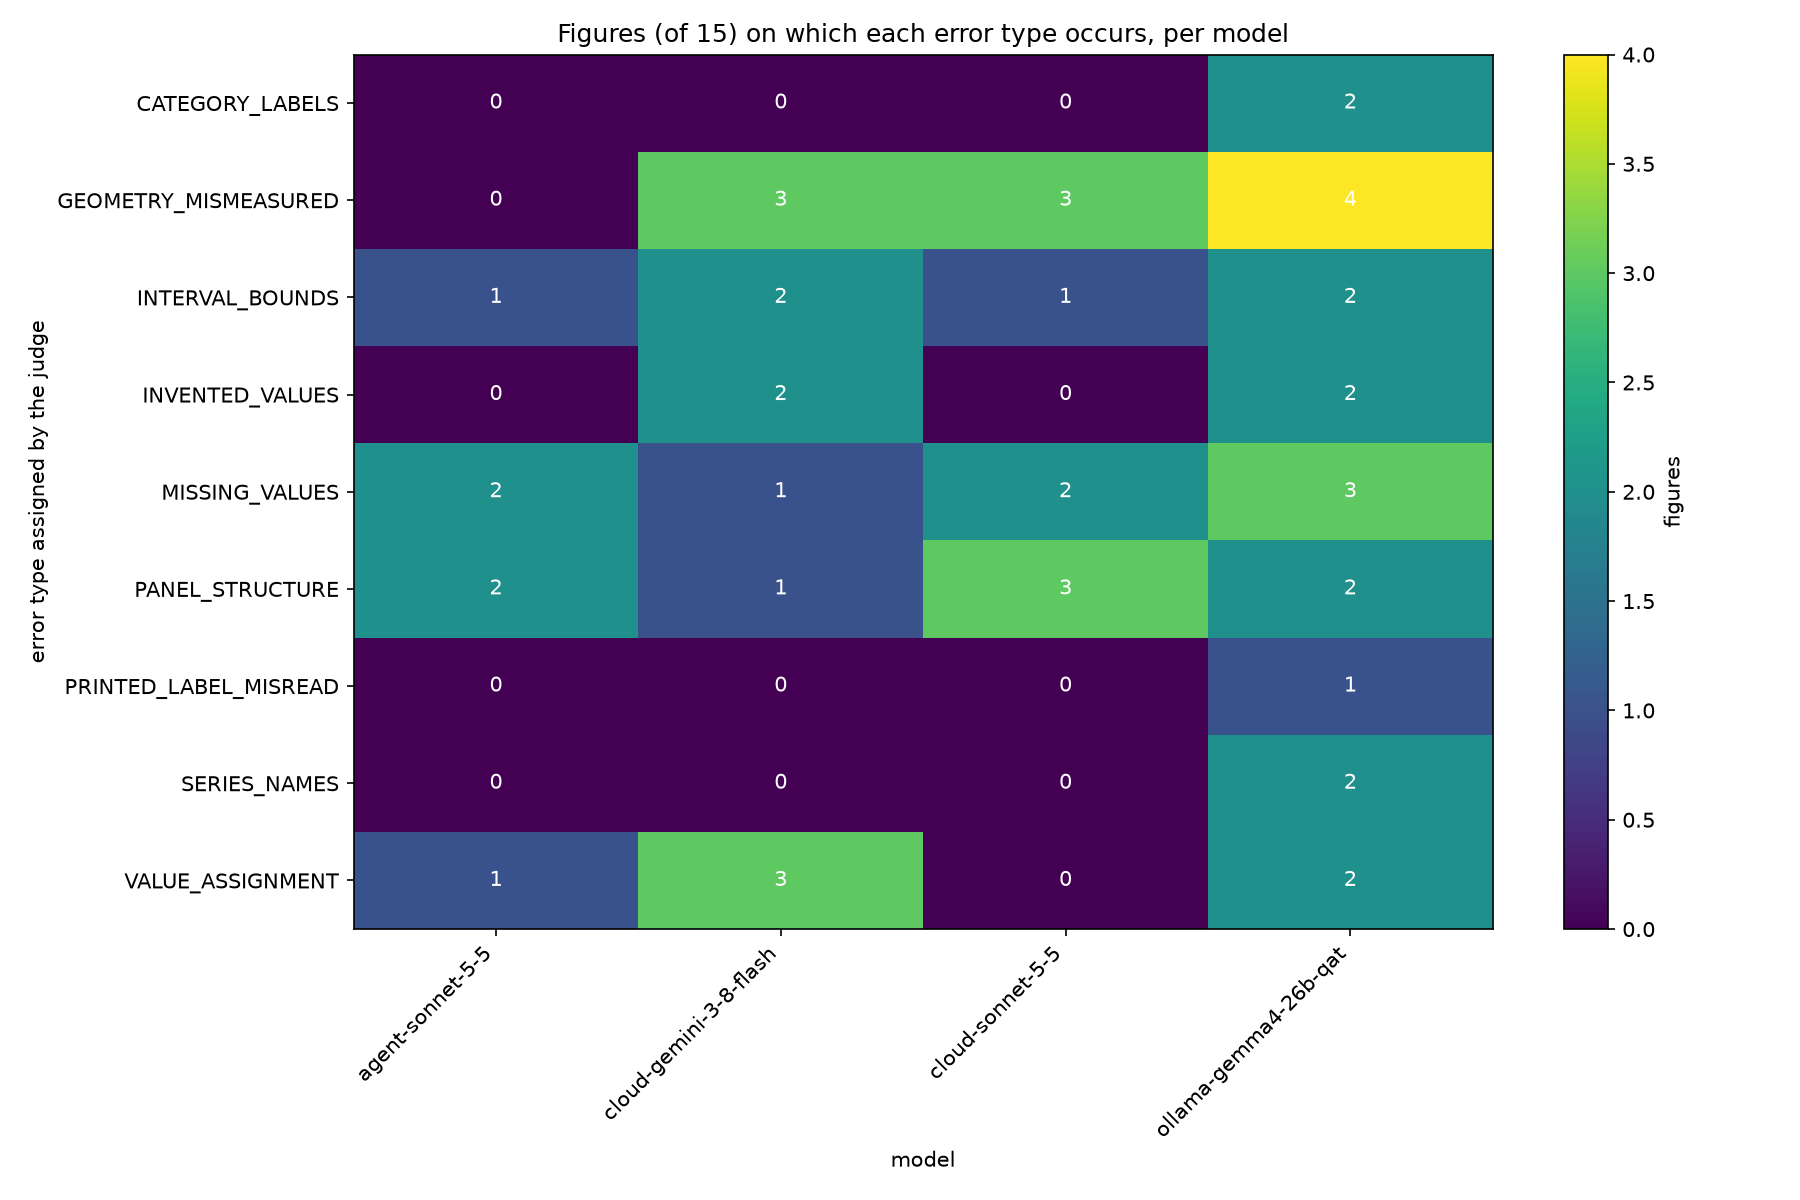 Figures (of 15) on which each error type occurs, per model
error type assigned by the judge
CATEGORY_LABELS 0 0 0 2
GEOMETRY_MISMEASURED 0 3 3 4
INTERVAL_BOUNDS 1 2 1 2
INVENTED_VALUES 0 2 0 2
MISSING_VALUES 2 1 2 3
PANEL_STRUCTURE 2 1 3 2
PRINTED_LABEL_MISREAD 0 0 0 1
SERIES_NAMES 0 0 0 2
VALUE_ASSIGNMENT 1 3 0 2
agent-sonnet-5-5
cloud-gemini-3-8-flash
cloud-sonnet-5-5
ollama-gemma4-26b-qat
model
4.0
3.5
3.0
2.5
2.0
1.5
1.0
0.5
0.0
figures